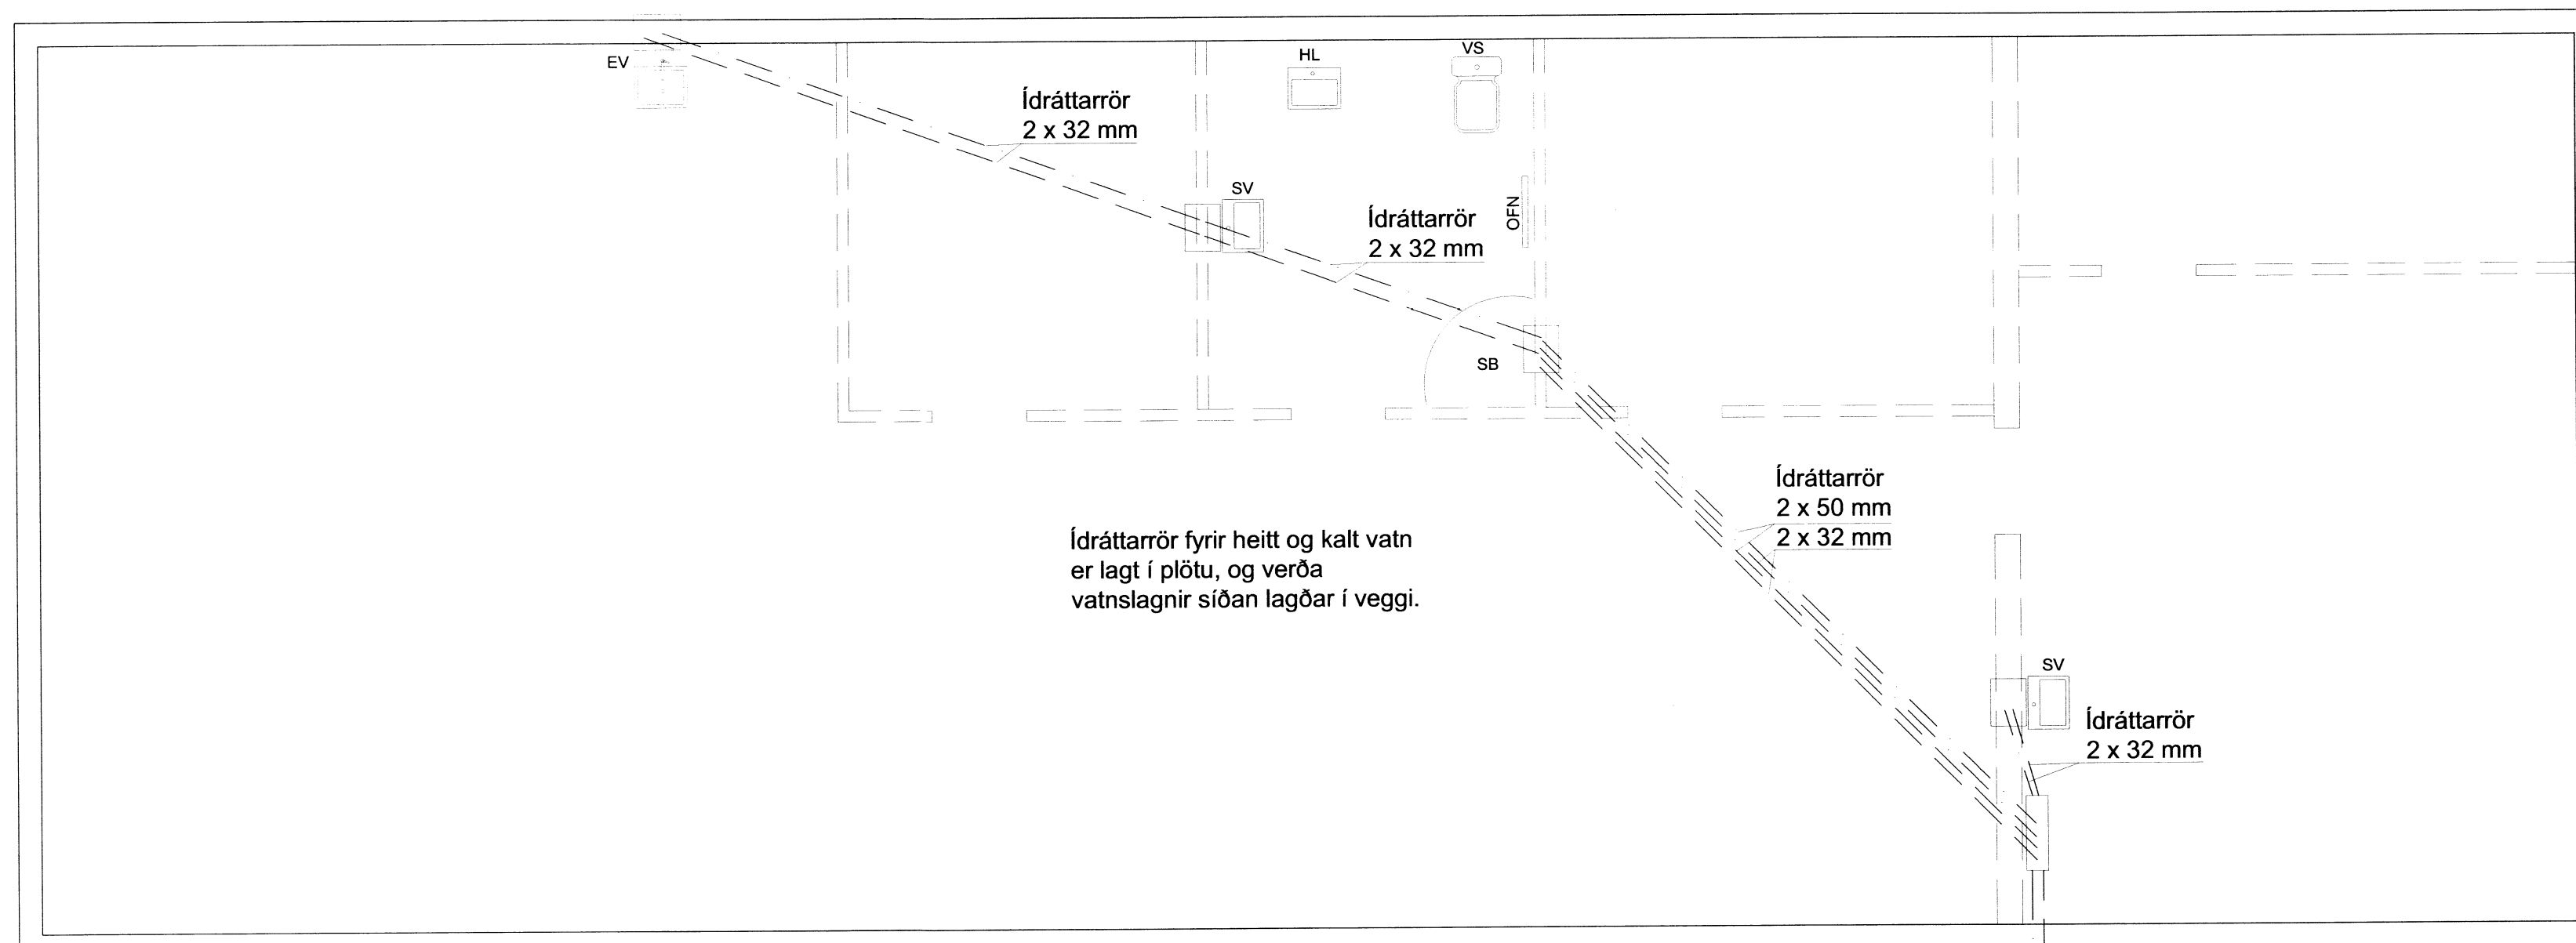 EV
HL
VS
Ídráttarrör
2 x 32 mm
SV
OFN
Ídráttarrör
2 x 32 mm
SB
Ídráttarrör
2 x 50 mm
2 x 32 mm
Ídráttarrör fyrir heitt og kalt vatn
er lagt í plötu, og verða
vatnslagnir síðan lagðar í veggi.
SV
Ídráttarrör
2 x 32 mm